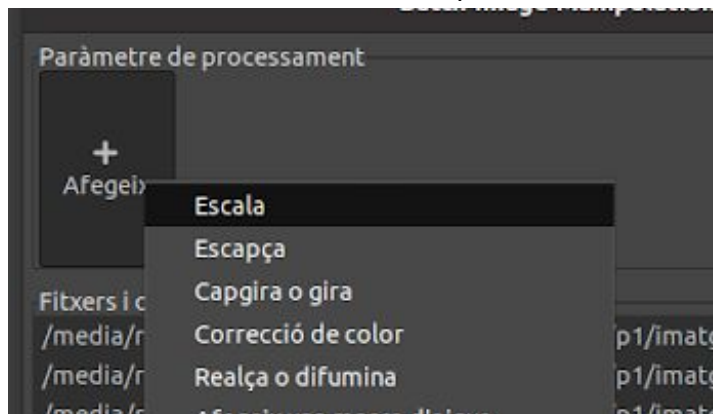 Paràmetre de processament
+
Afegeix
Escala
Escapça
Capgira o gira
Correcció de color
Realça o difumina
Fitxers i c
/media/r
p1/imatg
/media/r
p1/imatg